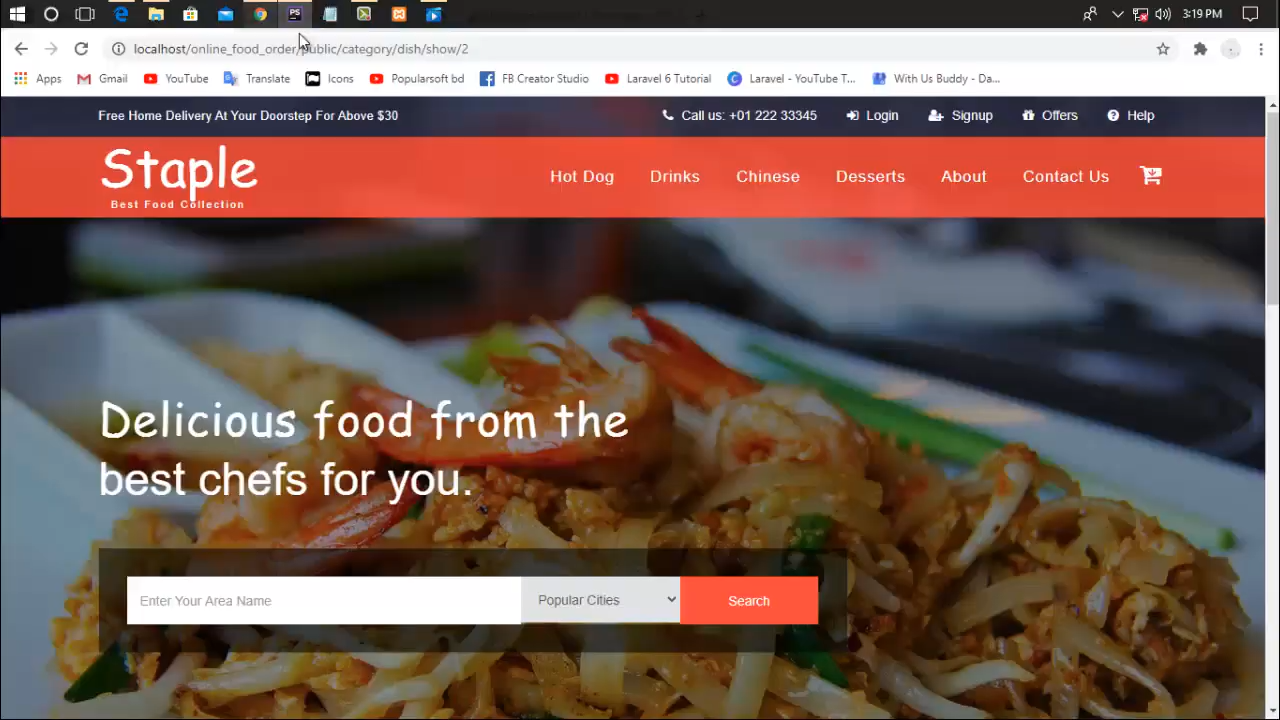 PS
3:19 PM
localhost/online_food_order/public/category/dish/show/2
Apps Gmail YouTube Translate Icons Popularsoft bd FB Creator Studio Laravel 6 Tutorial Laravel - YouTube T... With Us Buddy - Da...
Free Home Delivery At Your Doorstep For Above $30 Call us: +01 222 33345 Login Signup Offers Help
Staple
Best Food Collection
Hot Dog Drinks Chinese Desserts About Contact Us
Delicious food from the
best chefs for you.
Enter Your Area Name Popular Cities Search